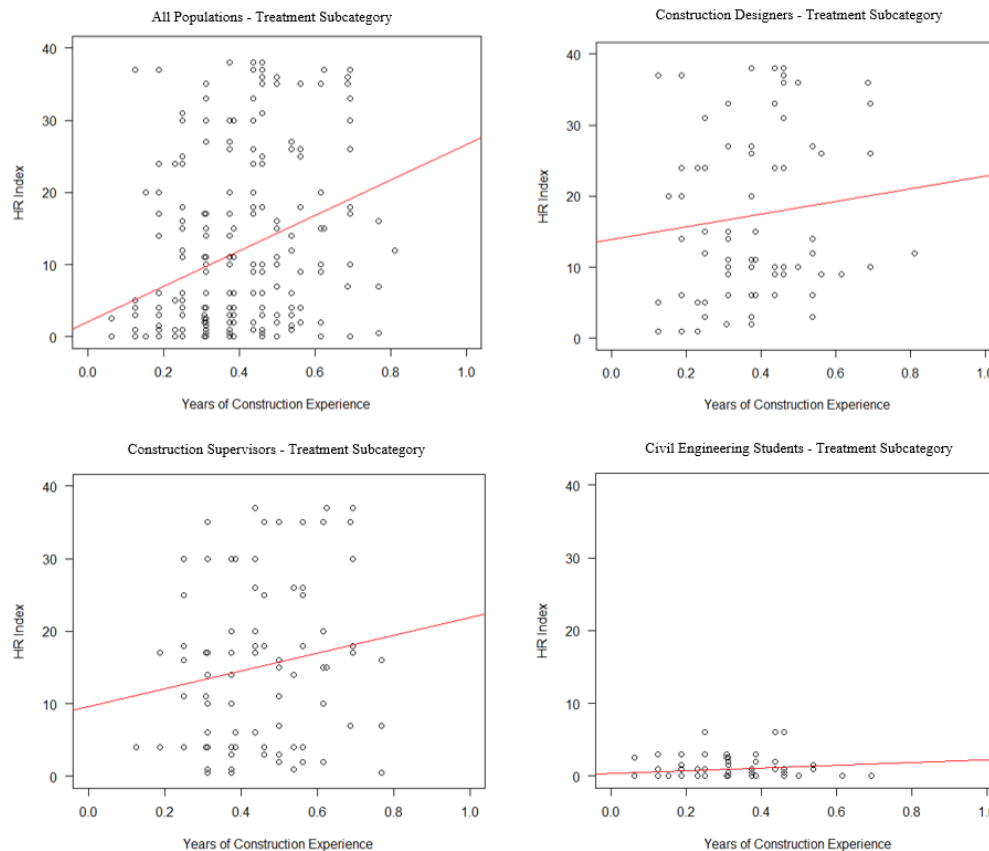 All Populations - Treatment Subcategory
40
30
20
10
0
HR Index
0.0 0.2 0.4 0.6 0.8 1.0
Years of Construction Experience
Construction Designers - Treatment Subcategory
40
30
20
10
0
HR Index
0.0 0.2 0.4 0.6 0.8 1.0
Years of Construction Experience
Construction Supervisors - Treatment Subcategory
40
30
20
10
0
HR Index
0.0 0.2 0.4 0.6 0.8 1.0
Years of Construction Experience
Civil Engineering Students - Treatment Subcategory
40
30
20
10
0
HR Index
0.0 0.2 0.4 0.6 0.8 1.0
Years of Construction Experience